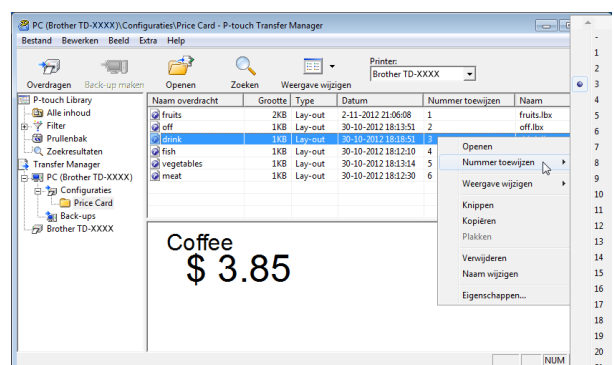 PC (Brother TD-XXXX)\Configuraties\Price Card - P-touch Transfer Manager
Bestand Bewerken Beeld Extra Help
Overdragen Back-up maken Openen Zoeken Weergave wijzigen
Printer:
Brother TD-XXXX
P-touch Library
Alle inhoud
Filter
Prullenbak
Zoekresultaten
Transfer Manager
PC (Brother TD-XXXX)
Configuraties
Price Card
Back-ups
Brother TD-XXXX
Naam overdracht Grootte Type Datum Nummer toewijzen Naam
fruits 2KB Lay-out 2-11-2012 21:06:08 1 fruits.lbx
off 1KB Lay-out 30-10-2012 18:13:51 2 off.lbx
drink 1KB Lay-out 30-10-2012 18:18:51 3
fish 1KB Lay-out 30-10-2012 18:12:10 4
vegetables 1KB Lay-out 30-10-2012 18:13:14 5
meat 1KB Lay-out 30-10-2012 18:12:30 6
Openen
Nummer toewijzen
Weergave wijzigen
Knippen
Kopiëren
Plakken
Verwijderen
Naam wijzigen
Eigenschappen...
-
1
2
3
4
5
6
7
8
9
10
11
12
13
14
15
16
17
18
19
20
Coffee
$ 3.85
NUM